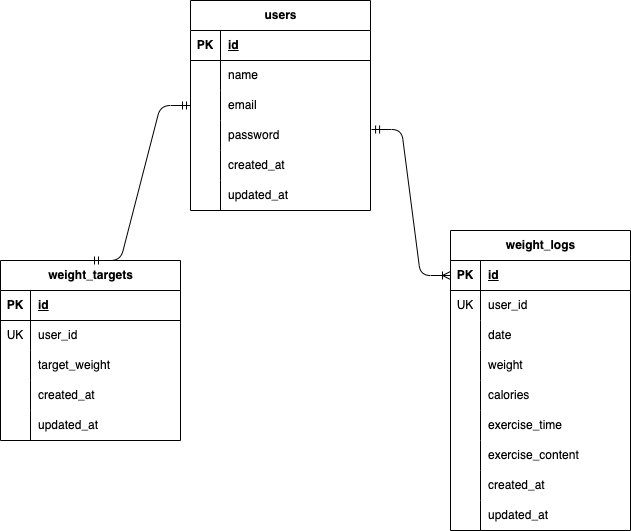 users
PK id
name
email
password
created_at
updated_at
weight_targets
PK id
UK user_id
target_weight
created_at
updated_at
weight_logs
PK id
UK user_id
date
weight
calories
exercise_time
exercise_content
created_at
updated_at